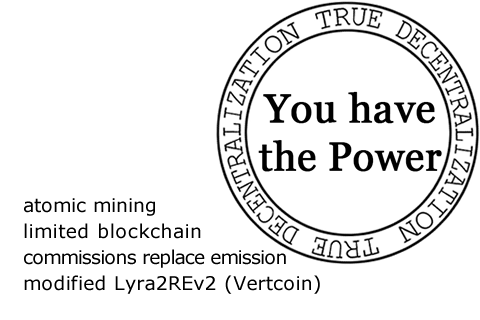 TRUE DECENTRALIZATION TRUE DECENTRALIZATION
You have
the Power
atomic mining
limited blockchain
commissions replace emission
modified Lyra2REv2 (Vertcoin)